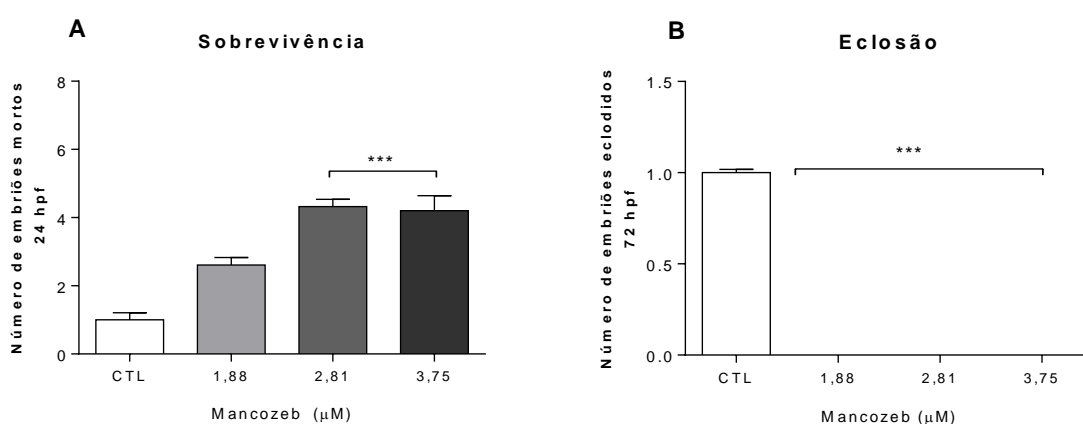 A
Sobrevivência
Número de embriões mortos
24 hpf
8
6
4
2
0
***
CTL
1,88
2,81
3,75
Mancozeb (μM)
B
Eclosão
Número de embriões eclodidos
72 hpf
1.5
1.0
0.5
0.0
***
CTL
1,88
2,81
3,75
Mancozeb (μM)